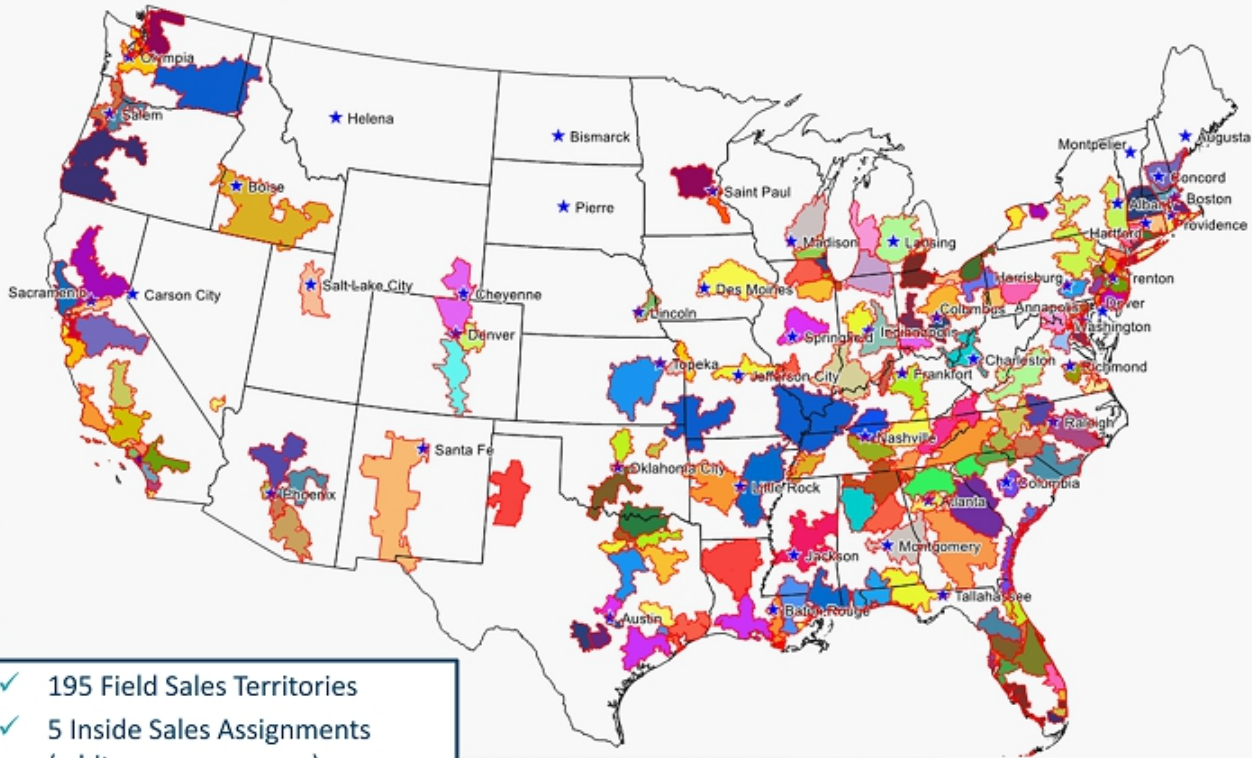 Olympia
Salem
Helena
Bismarck
Boise
Pierre
Saint Paul
Montpelier
Augusta
Concord
Boston
Providence
Hartford
Madison
Lansing
Salt Lake City
Cheyenne
Des Moines
Harrisburg
Trenton
Carson City
Denver
Lincoln
Columbus
Annapolis
Dover
Washington
Springfield
Indianapolis
Topeka
Jefferson City
Frankfort
Charleston
Richmond
Raleigh
Nashville
Santa Fe
Oklahoma City
Little Rock
Phoenix
Atlanta
Columbia
Jackson
Montgomery
Tallahassee
Baton Rouge
Austin
✓ 195 Field Sales Territories
✓ 5 Inside Sales Assignments